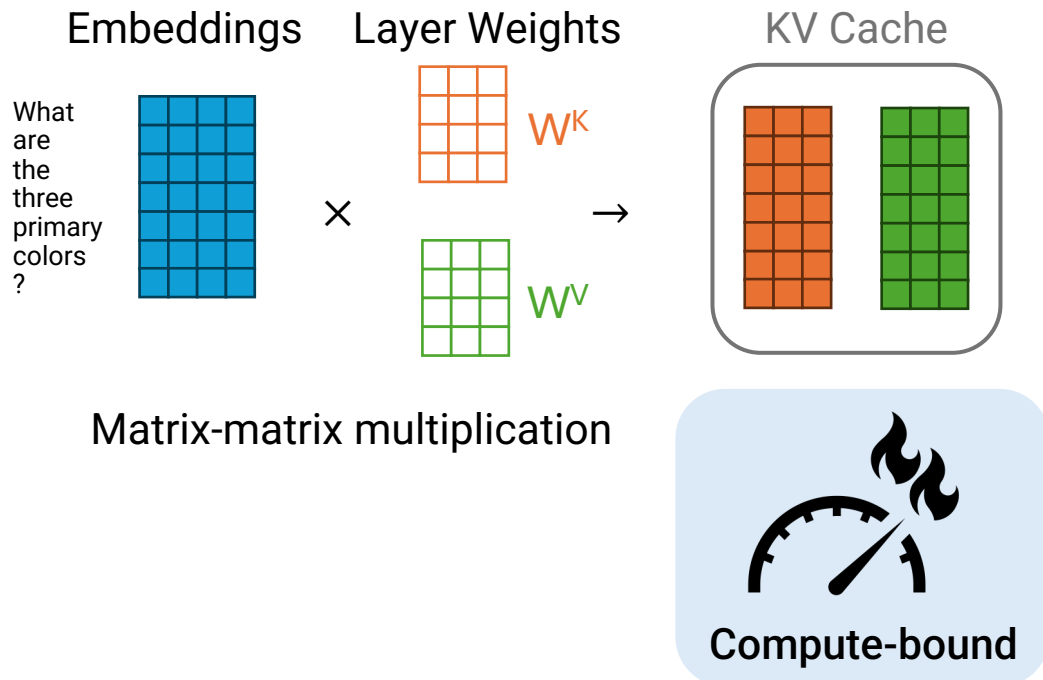 Embeddings
Layer Weights
KV Cache
What
are
the
three
primary
colors
?
×
W^K
W^V
→
Matrix-matrix multiplication
Compute-bound